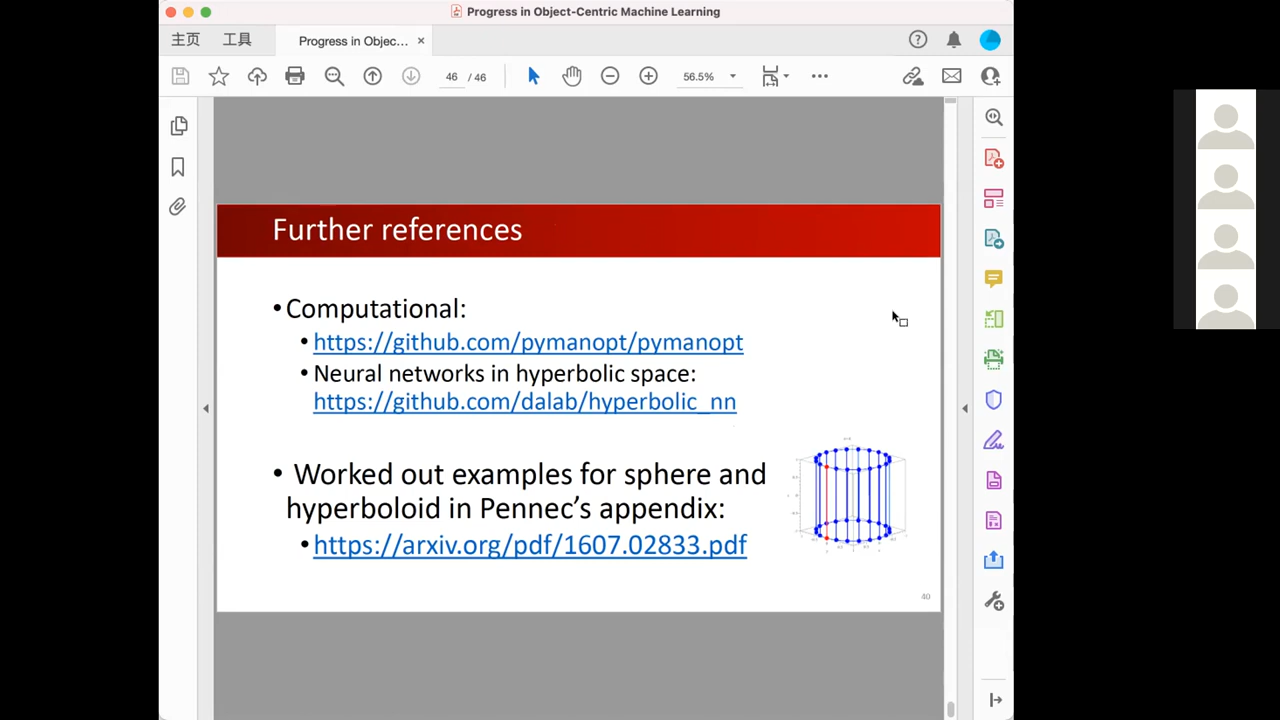 Progress in Object-Centric Machine Learning
主页 工具 Progress in Objec... ×
46 / 46 56.5%
Further references
• Computational:
• https://github.com/pymanopt/pymanopt
• Neural networks in hyperbolic space:
https://github.com/dalab/hyperbolic_nn
• Worked out examples for sphere and
hyperboloid in Pennec’s appendix:
• https://arxiv.org/pdf/1607.02833.pdf
40